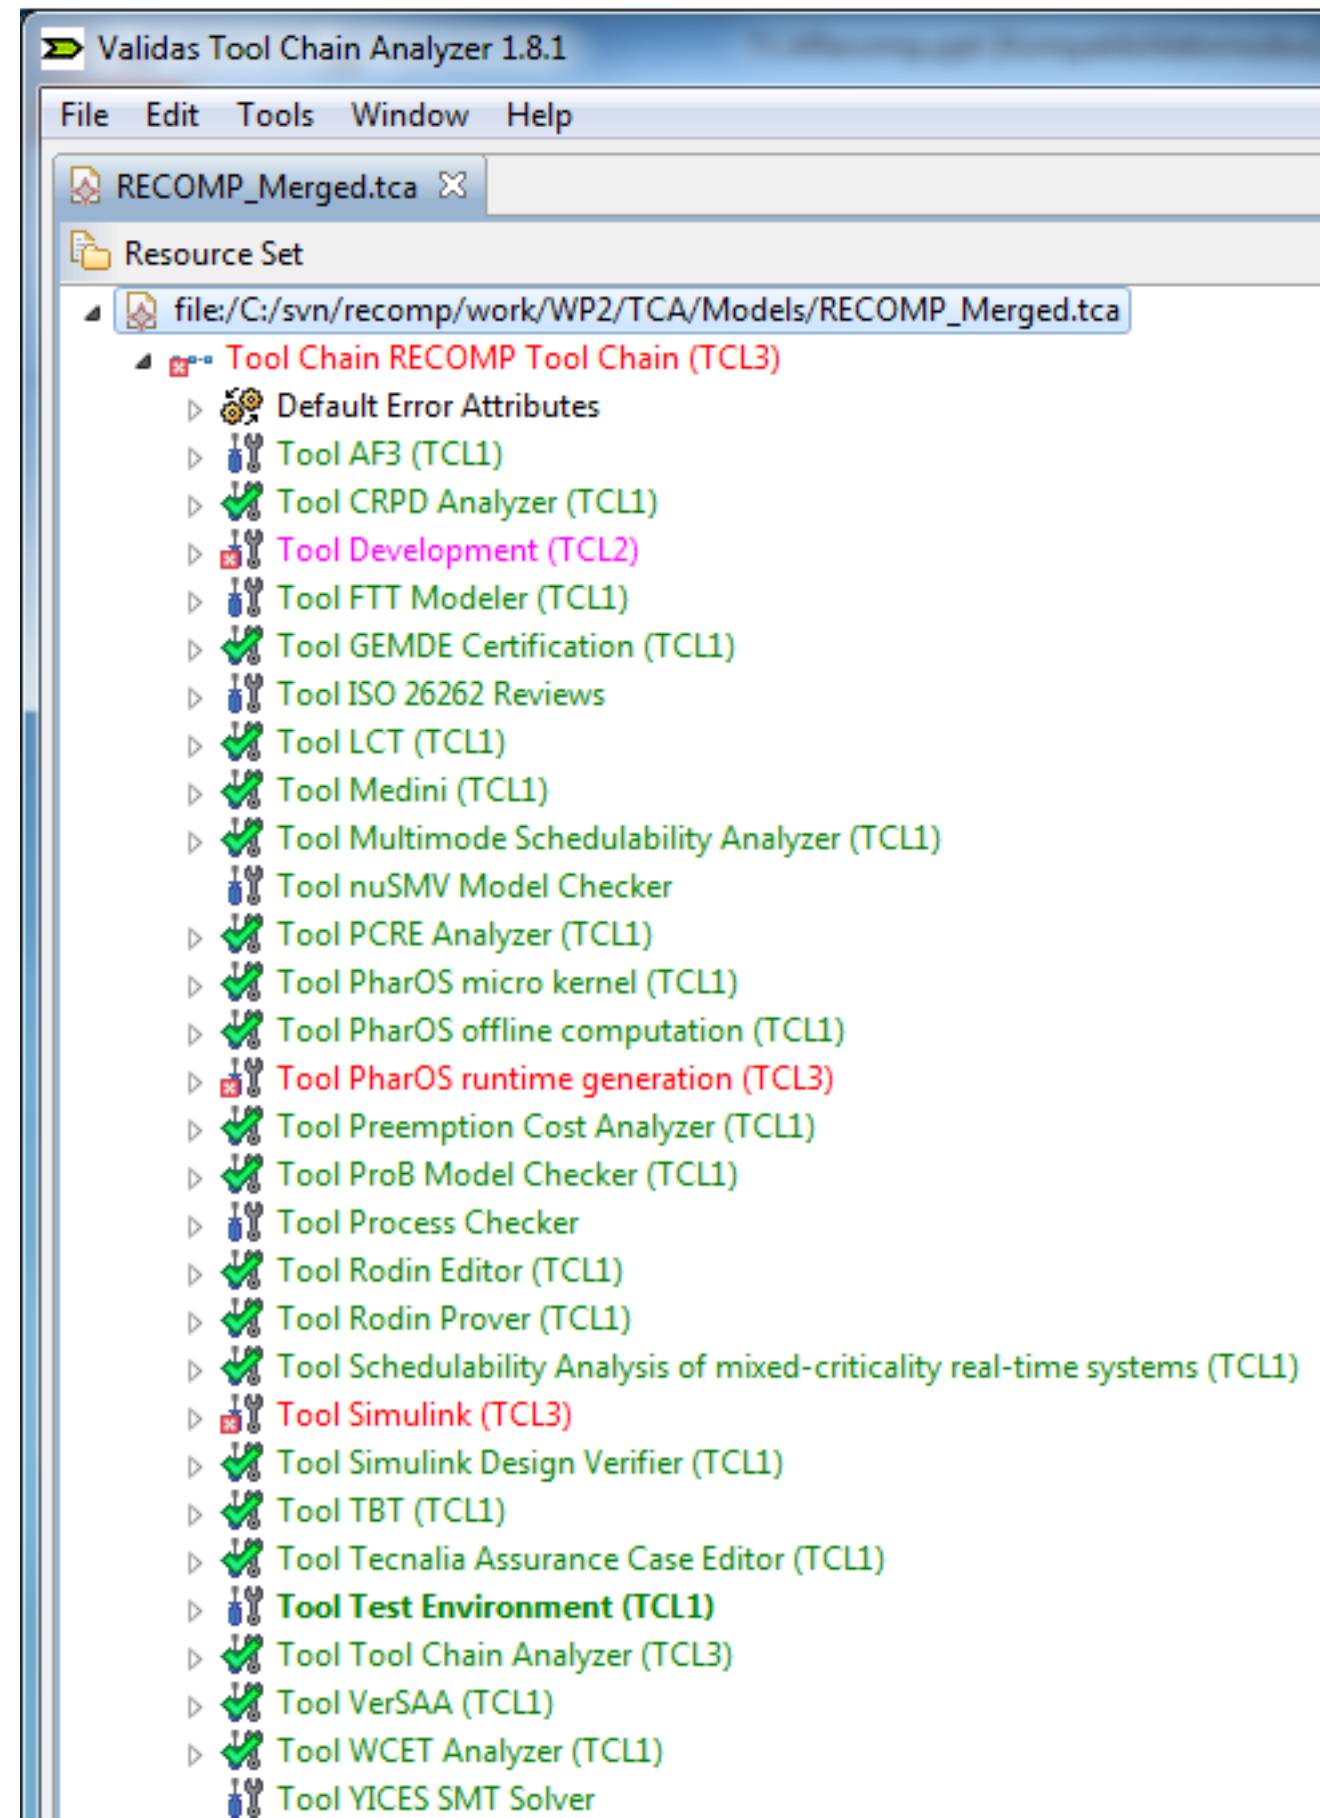 Validas Tool Chain Analyzer 1.8.1
File Edit Tools Window Help
RECOMP_Merged.tca
Resource Set
file:/C:/svn/recomp/work/WP2/TCA/Models/RECOMP_Merged.tca
Tool Chain RECOMP Tool Chain (TCL3)
Default Error Attributes
Tool AF3 (TCL1)
Tool CRPD Analyzer (TCL1)
Tool Development (TCL2)
Tool FTT Modeler (TCL1)
Tool GEMDE Certification (TCL1)
Tool ISO 26262 Reviews
Tool LCT (TCL1)
Tool Medini (TCL1)
Tool Multimode Schedulability Analyzer (TCL1)
Tool nuSMV Model Checker
Tool PCRE Analyzer (TCL1)
Tool PharOS micro kernel (TCL1)
Tool PharOS offline computation (TCL1)
Tool PharOS runtime generation (TCL3)
Tool Preemption Cost Analyzer (TCL1)
Tool ProB Model Checker (TCL1)
Tool Process Checker
Tool Rodin Editor (TCL1)
Tool Rodin Prover (TCL1)
Tool Schedulability Analysis of mixed-criticality real-time systems (TCL1)
Tool Simulink (TCL3)
Tool Simulink Design Verifier (TCL1)
Tool TBT (TCL1)
Tool Tecnalia Assurance Case Editor (TCL1)
Tool Test Environment (TCL1)
Tool Tool Chain Analyzer (TCL3)
Tool VerSAA (TCL1)
Tool WCET Analyzer (TCL1)
Tool YICES SMT Solver